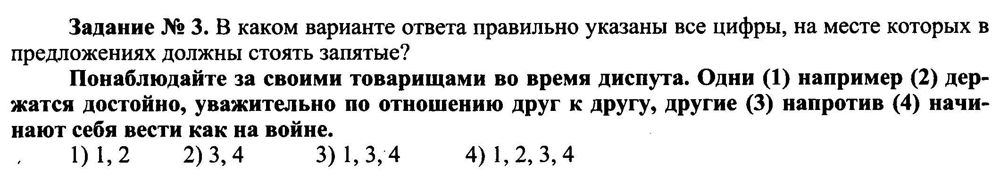 Задание № 3. В каком варианте ответа правильно указаны все цифры, на месте которых в
предложениях должны стоять запятые?
Понаблюдайте за своими товарищами во время диспута. Одни (1) например (2) дер-
жатся достойно, уважительно по отношению друг к другу, другие (3) напротив (4) начи-
нают себя вести как на войне.
1) 1, 2 2) 3, 4 3) 1, 3, 4 4) 1, 2, 3, 4